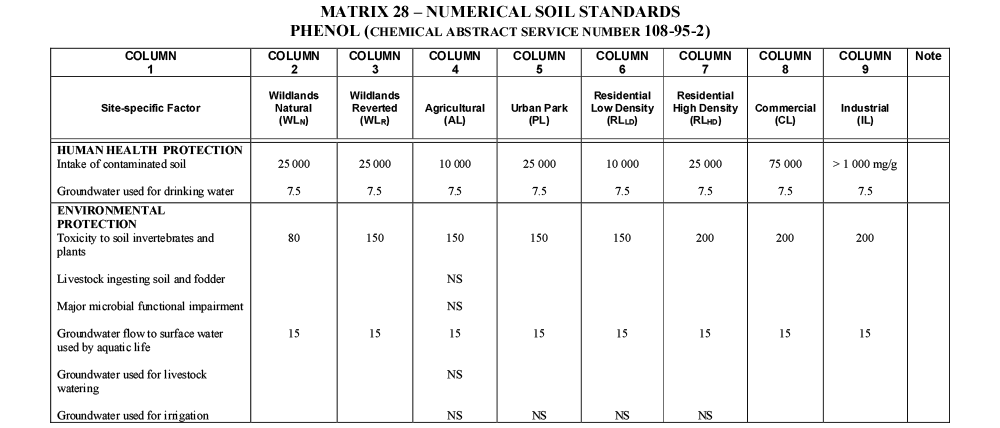 MATRIX 28 – NUMERICAL SOIL STANDARDS
PHENOL (CHEMICAL ABSTRACT SERVICE NUMBER 108-95-2)
COLUMN COLUMN COLUMN COLUMN COLUMN COLUMN COLUMN COLUMN COLUMN Note
1 2 3 4 5 6 7 8 9
Wildlands Wildlands Residential Residential
Site-specific Factor Natural Reverted Agricultural Urban Park Low Density High Density Commercial Industrial
(WLN) (WLR) (AL) (PL) (RLLD) (RLHD) (CL) (IL)
HUMAN HEALTH PROTECTION
Intake of contaminated soil 25 000 25 000 10 000 25 000 10 000 25 000 75 000 > 1 000 mg/g
Groundwater used for drinking water 7.5 7.5 7.5 7.5 7.5 7.5 7.5 7.5
ENVIRONMENTAL
PROTECTION
Toxicity to soil invertebrates and 80 150 150 150 150 200 200 200
plants
Livestock ingesting soil and fodder NS
Major microbial functional impairment NS
Groundwater flow to surface water 15 15 15 15 15 15 15 15
used by aquatic life
Groundwater used for livestock NS
watering
Groundwater used for irrigation NS NS NS NS